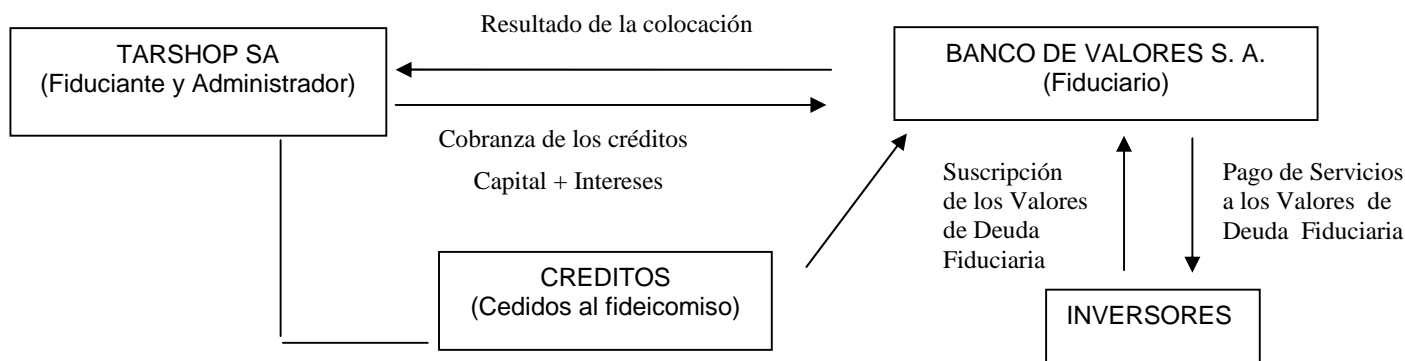 Resultado de la colocación
TARSHOP SA
(Fiduciante y Administrador)
BANCO DE VALORES S. A.
(Fiduciario)
Cobranza de los créditos
Capital + Intereses
Suscripción
de los Valores
de Deuda
Fiduciaria
Pago de Servicios
a los Valores de
Deuda Fiduciaria
CREDITOS
(Cedidos al fideicomiso)
INVERSORES